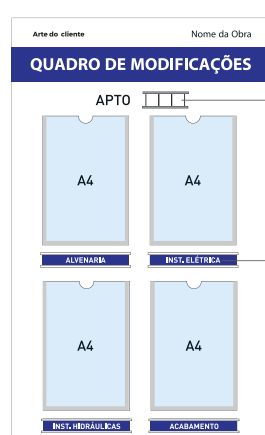 Arte do cliente
Nome da Obra
QUADRO DE MODIFICAÇÕES
APTO
A4
A4
ALVENARIA
INST. ELÉTRICA
A4
A4
INST. HIDRÁULICAS
ACABAMENTO